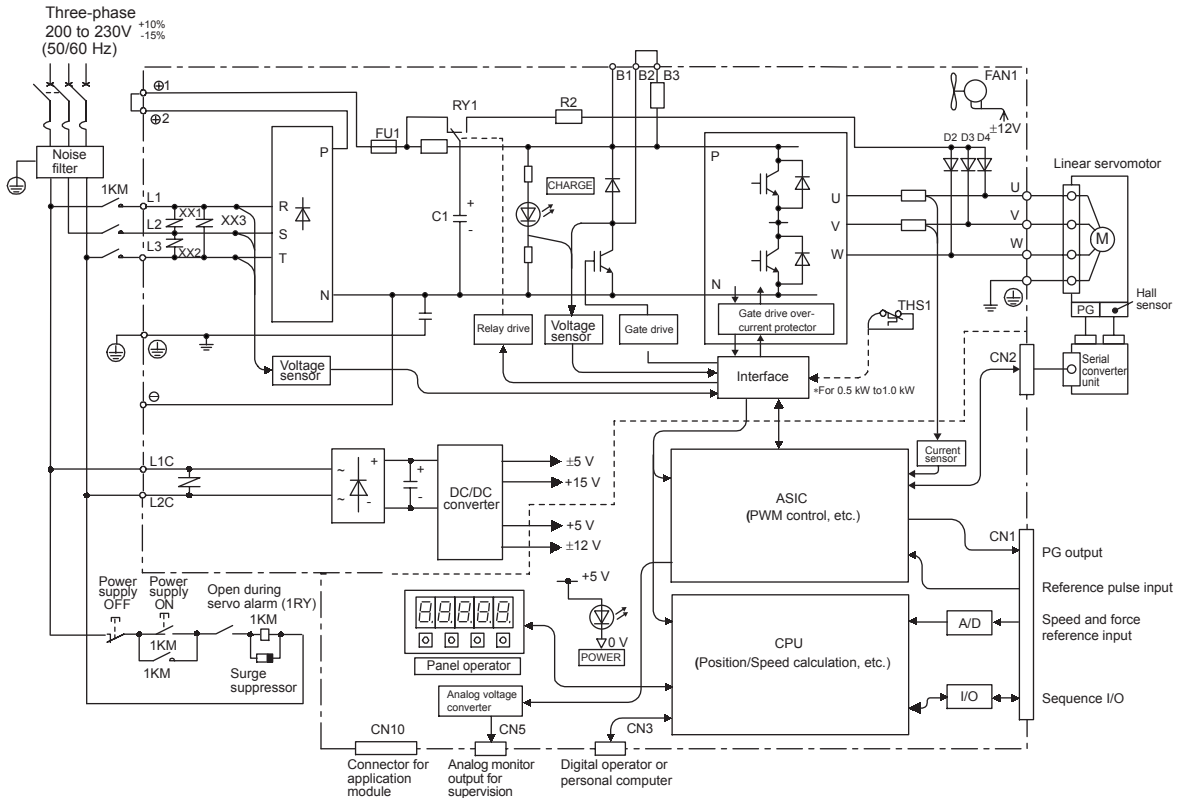 Three-phase
200 to 230V +10% -15%
(50/60 Hz)
B1 B2 B3
FAN1
±12V
⊕1
⊕2
RY1
R2
FU1
D2 D3 D4
Noise
filter
P
P
Linear servomotor
1KM
L1
XX1
XX3
R
L2
S
L3
XX2
T
CHARGE
C1
+
-
U
V
W
U
V
W
M
N
N
Hall
sensor
PG
THS1
Gate drive over-
current protector
Relay drive
Voltage
sensor
Gate drive
Interface
*For 0.5 kW to1.0 kW
CN2
Serial
converter
unit
Voltage
sensor
⊖
Current
sensor
L1C
L2C
~
~
+
-
+
-
DC/DC
converter
±5 V
+15 V
+5 V
±12 V
ASIC
(PWM control, etc.)
CN1
PG output
Reference pulse input
Speed and force
reference input
A/D
Power
supply
OFF
Power
supply
ON
Open during
servo alarm (1RY)
1KM
1KM
1KM
Surge
suppressor
+5 V
0 V
POWER
8.8.8.8.8.
Panel operator
CPU
(Position/Speed calculation, etc.)
I/O
Sequence I/O
Analog voltage
converter
CN10
CN5
CN3
Connector for
application
module
Analog monitor
output for
supervision
Digital operator or
personal computer